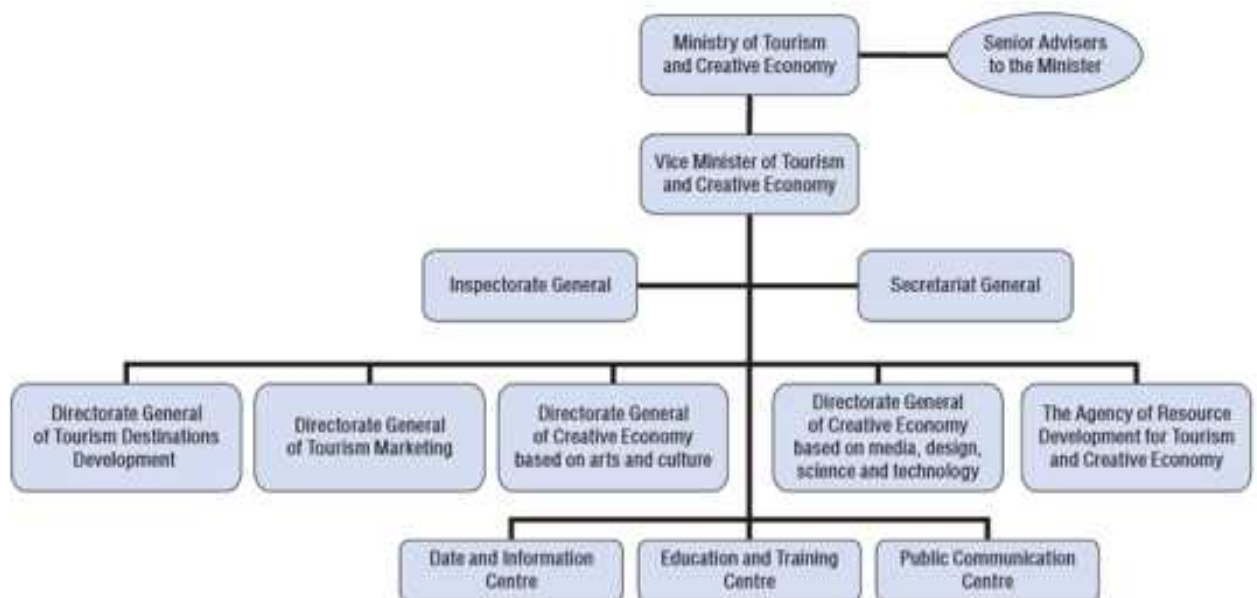 Ministry of Tourism
and Creative Economy
Senior Advisers
to the Minister
Vice Minister of Tourism
and Creative Economy
Inspectorate General
Secretariat General
Directorate General
of Tourism Destinations
Development
Directorate General
of Tourism Marketing
Directorate General
of Creative Economy
based on arts and culture
Directorate General
of Creative Economy
based on media, design,
science and technology
The Agency of Resource
Development for Tourism
and Creative Economy
Date and Information
Centre
Education and Training
Centre
Public Communication
Centre